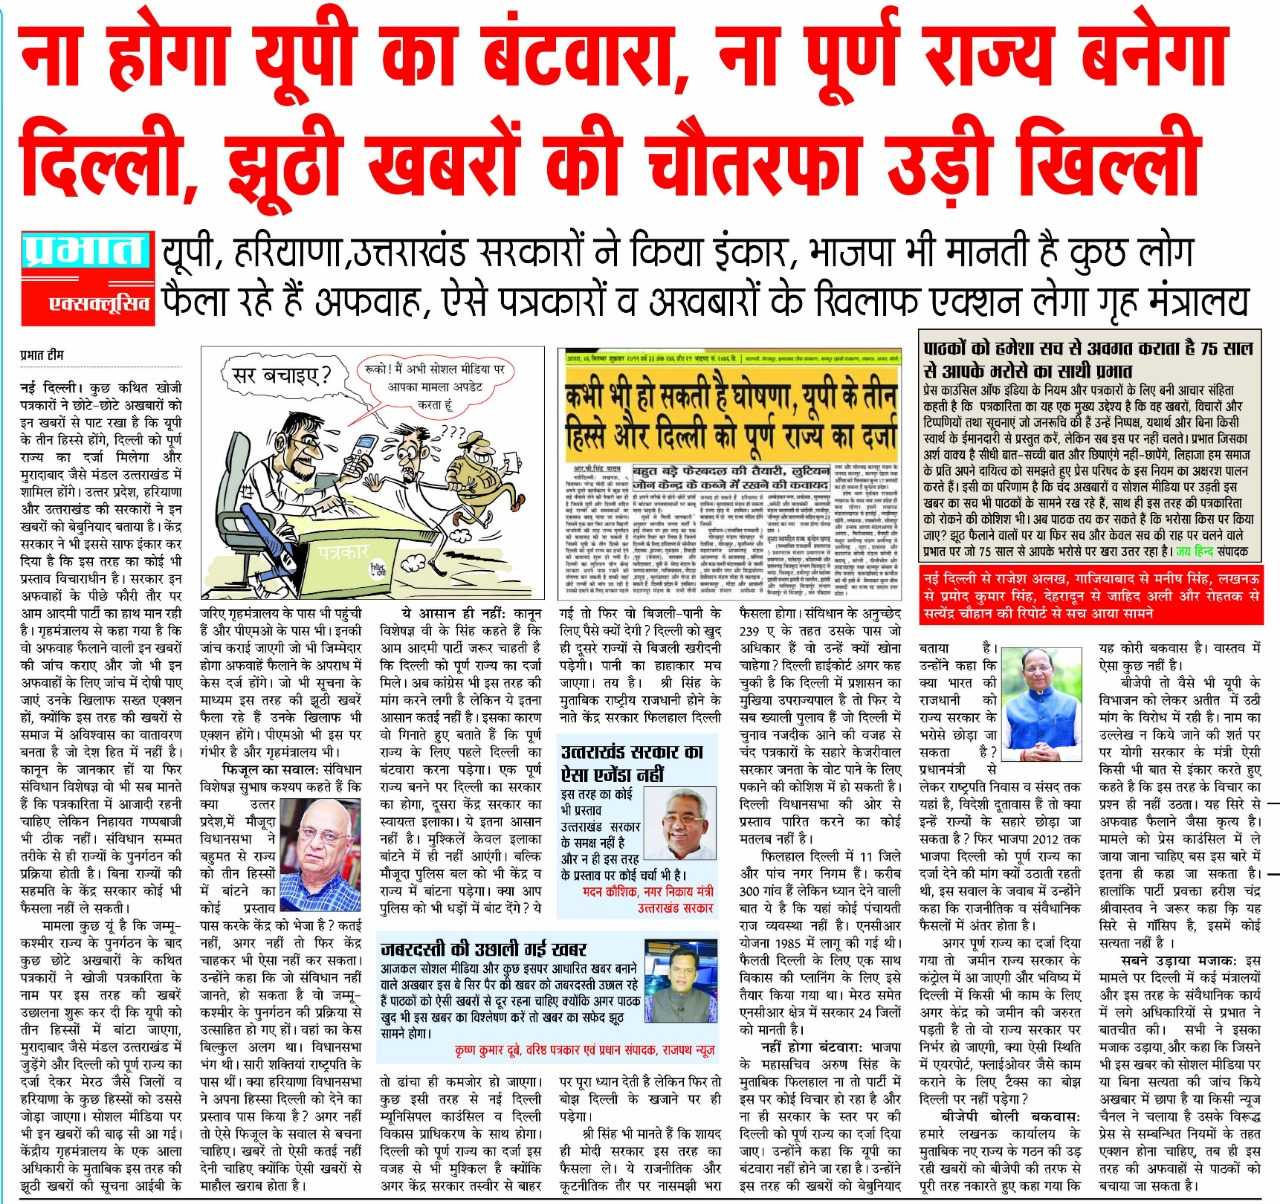 ना होगा यूपी का बंटवारा, ना पूर्ण राज्य बनेगा
दिल्ली, झूठी खबरों की चौतरफा उड़ी खिल्ली
प्रभात
एक्सक्लूसिव
यूपी, हरियाणा,उत्तराखंड सरकारों ने किया इंकार, भाजपा भी मानती है कुछ लोग
फैला रहे हैं अफवाह, ऐसे पत्रकारों व अखबारों के खिलाफ एक्शन लेगा गृह मंत्रालय
प्रभात टीम
नई दिल्ली। कुछ कथित खोजी
पत्रकारों ने छोटे-छोटे अखबारों को
इन खबरों से पाट रखा है कि यूपी
के तीन हिस्से होंगे, दिल्ली को पूर्ण
राज्य का दर्जा मिलेगा और
मुरादाबाद जैसे मंडल उत्तराखंड में
शामिल होंगे। उत्तर प्रदेश, हरियाणा
और उत्तराखंड की सरकारों ने इन
खबरों को बेबुनियाद बताया है। केंद्र
सरकार ने भी इससे साफ इंकार कर
दिया है कि इस तरह का कोई भी
प्रस्ताव विचाराधीन है। सरकार इन
अफवाहों के पीछे फौरी तौर पर
आम आदमी पार्टी का हाथ मान रही
है। गृहमंत्रालय से कहा गया है कि
वो अफवाह फैलाने वाली इन खबरों
की जांच कराए और जो भी इन
अफवाहों के लिए जांच में दोषी पाए
जाएं उनके खिलाफ सख्त एक्शन
हों, क्योंकि इस तरह की खबरों से
समाज में अविश्वास का वातावरण
बनता है जो देश हित में नहीं है।
कानून के जानकार हों या फिर
संविधान विशेषज्ञ वो भी सब मानते
हैं कि पत्रकारिता में आजादी रहनी
चाहिए लेकिन निहायत गप्पबाजी
भी ठीक नहीं। संविधान सम्मत
तरीके से ही राज्यों के पुनर्गठन की
प्रक्रिया होती है। बिना राज्यों की
सहमति के केंद्र सरकार कोई भी
फैसला नहीं ले सकती।
मामला कुछ यूं है कि जम्मू-
कश्मीर राज्य के पुनर्गठन के बाद
कुछ छोटे अखबारों के कथित
पत्रकारों ने खोजी पत्रकारिता के
नाम पर इस तरह की खबरें
उछालना शुरू कर दी कि यूपी को
तीन हिस्सों में बांटा जाएगा,
मुरादाबाद जैसे मंडल उत्तराखंड में
जुड़ेंगे और दिल्ली को पूर्ण राज्य का
दर्जा देकर मेरठ जैसे जिलों व
हरियाणा के कुछ हिस्सों को उससे
जोड़ा जाएगा। सोशल मीडिया पर
भी इन खबरों की बाढ़ सी आ गई।
केंद्रीय गृहमंत्रालय के एक आला
अधिकारी के मुताबिक इस तरह की
झूठी खबरों की सूचना आईबी के
सर बचाइए?
रूको! मैं अभी सोशल मीडिया पर
आपका मामला अपडेट
करता हूं
???
पत्रकार
जरिए गृहमंत्रालय के पास भी पहुंची
हैं और पीएमओ के पास भी। इनकी
जांच कराई जाएगी जो भी जिम्मेदार
होगा अफवाहें फैलाने के अपराध में
केस दर्ज होंगे। जो भी सूचना के
माध्यम इस तरह की झूठी खबरें
फैला रहे हैं उनके खिलाफ भी
एक्शन होंगे। पीएमओ भी इस पर
गंभीर है और गृहमंत्रालय भी।
फिजूल का सवाल: संविधान
विशेषज्ञ सुभाष कश्यप कहते हैं कि
क्या उत्तर
प्रदेश,में मौजूदा
विधानसभा ने
बहुमत से राज्य
को तीन हिस्सों
में बांटने का
कोई प्रस्ताव
पास करके केंद्र को भेजा है? कतई
नहीं, अगर नहीं तो फिर केंद्र
चाहकर भी ऐसा नहीं कर सकता।
उन्होंने कहा कि जो संविधान नहीं
जानते, हो सकता है वो जम्मू-
कश्मीर के पुनर्गठन की प्रक्रिया से
उत्साहित हो गए हों। वहां का केस
बिल्कुल अलग था। विधानसभा
भंग थी। सारी शक्तियां राष्ट्रपति के
पास थीं। क्या हरियाणा विधानसभा
ने अपना हिस्सा दिल्ली को देने का
प्रस्ताव पास किया है? अगर नहीं
तो ऐसे फिजूल के सवाल से बचना
चाहिए। खबरें तो ऐसी कतई नहीं
देनी चाहिए क्योंकि ऐसी खबरों से
माहौल खराब होता है।
ये आसान ही नहीं: कानून
विशेषज्ञ वी के सिंह कहते हैं कि
आम आदमी पार्टी जरूर चाहती है
कि दिल्ली को पूर्ण राज्य का दर्जा
मिले। अब कांग्रेस भी इस तरह की
मांग करने लगी है लेकिन ये इतना
आसान कतई नहीं है। इसका कारण
वो गिनाते हुए बताते हैं कि पूर्ण
राज्य के लिए पहले दिल्ली का
बंटवारा करना पड़ेगा। एक पूर्ण
राज्य बनने पर दिल्ली का सरकार
का होगा, दूसरा केंद्र सरकार का
स्वायत्त इलाका। ये इतना आसान
नहीं है। मुश्किलें केवल इलाका
बांटने में ही नहीं आएंगी। बल्कि
मौजूदा पुलिस बल को भी केंद्र व
राज्य में बांटना पड़ेगा। क्या आप
पुलिस को भी धड़ों में बांट देंगे? ये
जबरदस्ती की उछाली गई खबर
आजकल सोशल मीडिया और कुछ इसपर आधारित खबर बनाने
वाले अखबार इस बे सिर पैर की खबर को जबरदस्ती उछाल रहे
हैं पाठकों को ऐसी खबरों से दूर रहना चाहिए क्योंकि अगर पाठक
खुद भी इस खबर का विश्लेषण करें तो खबर का सफेद झूठ
सामने होगा।
कृष्ण कुमार दूबे, वरिष्ठ पत्रकार एवं प्रधान संपादक, राजपथ न्यूज
तो ढांचा ही कमजोर हो जाएगा।
कुछ इसी तरह से नई दिल्ली
म्यूनिसिपल काउंसिल व दिल्ली
विकास प्राधिकरण के साथ होगा।
दिल्ली को पूर्ण राज्य का दर्जा इस
वजह से भी मुश्किल है क्योंकि
अगर केंद्र सरकार तस्वीर से बाहर
कभी भी हो सकती है घोषणा, यूपी के तीन
हिस्से और दिल्ली को पूर्ण राज्य का दर्जा
बहुत बड़े फेरबदल की तैयारी, लुटियन
जोन केन्द्र के कब्जे में रखने की कवायद
गई तो फिर वो बिजली-पानी के
लिए पैसे क्यों देगी? दिल्ली को खुद
ही दूसरे राज्यों से बिजली खरीदनी
पड़ेगी। पानी का हाहाकार मच
जाएगा। तय है। श्री सिंह के
मुताबिक राष्ट्रीय राजधानी होने के
नाते केंद्र सरकार फिलहाल दिल्ली
उत्तराखंड सरकार का
ऐसा एजेंडा नहीं
इस तरह का कोई
भी प्रस्ताव
उत्तराखंड सरकार
के समक्ष नहीं है
और न ही इस तरह
के प्रस्ताव पर कोई चर्चा भी है।
मदन कौशिक, नगर निकाय मंत्री
उत्तराखंड सरकार
पर पूरा ध्यान देती है लेकिन फिर तो
बोझ दिल्ली के खजाने पर ही
पड़ेगा।
श्री सिंह भी मानते हैं कि शायद
ही मोदी सरकार इस तरह का
फैसला ले। ये राजनीतिक और
कूटनीतिक तौर पर नासमझी भरा
फैसला होगा। संविधान के अनुच्छेद
239 ए के तहत उसके पास जो
अधिकार हैं वो उन्हें क्यों खोना
चाहेगा? दिल्ली हाईकोर्ट अगर कह
चुकी है कि दिल्ली में प्रशासन का
मुखिया उपराज्यपाल है तो फिर ये
सब ख्याली पुलाव हैं जो दिल्ली में
चुनाव नजदीक आने की वजह से
चंद पत्रकारों के सहारे केजरीवाल
सरकार जनता के वोट पाने के लिए
पकाने की कोशिश में हो सकती है।
दिल्ली विधानसभा की ओर से
प्रस्ताव पारित करने का कोई
मतलब नहीं है।
फिलहाल दिल्ली में 11 जिले
और पांच नगर निगम हैं। करीब
300 गांव हैं लेकिन ध्यान देने वाली
बात ये है कि यहां कोई पंचायती
राज व्यवस्था नहीं है। एनसीआर
योजना 1985 में लागू की गई थी।
फैलती दिल्ली के लिए एक साथ
विकास की प्लानिंग के लिए इसे
तैयार किया गया था। मेरठ समेत
एनसीआर क्षेत्र में सरकार 24 जिलों
को मानती है।
नहीं होगा बंटवारा: भाजपा
के महासचिव अरुण सिंह के
मुताबिक फिलहाल ना तो पार्टी में
इस पर कोई विचार हो रहा है और
ना ही सरकार के स्तर पर की
दिल्ली को पूर्ण राज्य का दर्जा दिया
जाए। उन्होंने कहा कि यूपी का
बंटवारा नहीं होने जा रहा है। उन्होंने
इस तरह की खबरों को बेबुनियाद
पाठकों को हमेशा सच से अवगत कराता है 75 साल
से आपके भरोसे का साथी प्रभात
प्रेस काउंसिल ऑफ इंडिया के नियम और पत्रकारों के लिए बनी आचार संहिता
कहती है कि पत्रकारिता का यह एक मुख्य उद्देश्य है कि वह खबरों, विचारों और
टिप्पणियों तथा सूचनाएं जो जनरूचि की हैं उन्हें निष्पक्ष, यथार्थ और बिना किसी
स्वार्थ के ईमानदारी से प्रस्तुत करें, लेकिन सब इस पर नहीं चलते। प्रभात जिसका
अर्श वाक्य है सीधी बात-सच्ची बात और छिपाएंगे नहीं-छापेंगे, लिहाजा हम समाज
के प्रति अपने दायित्व को समझते हुए प्रेस परिषद के इस नियम का अक्षरश पालन
करते हैं। इसी का परिणाम है कि चंद अखबारों व सोशल मीडिया पर उड़ती इस
खबर का सच भी पाठकों के सामने रख रहे हैं, साथ ही इस तरह की पत्रकारिता
को रोकने की कोशिश भी। अब पाठक तय कर सकते हैं कि भरोसा किस पर किया
जाए? झूठ फैलाने वालों पर या फिर सच और केवल सच की राह पर चलने वाले
प्रभात पर जो 75 साल से आपके भरोसे पर खरा उतर रहा है। जय हिन्द संपादक
नई दिल्ली से राजेश अलख, गाजियाबाद से मनीष सिंह, लखनऊ
से प्रमोद कुमार सिंह, देहरादून से जाहिद अली और रोहतक से
सत्येंद्र चौहान की रिपोर्ट से सच आया सामने
बताया है।
उन्होंने कहा कि
क्या भारत की
राजधानी को
राज्य सरकार के
भरोसे छोड़ा जा
सकता है?
प्रधानमंत्री से
लेकर राष्ट्रपति निवास व संसद तक
यहां है, विदेशी दूतावास हैं तो क्या
इन्हें राज्यों के सहारे छोड़ा जा
सकता है? फिर भाजपा 2012 तक
भाजपा दिल्ली को पूर्ण राज्य का
दर्जा देने की मांग क्यों उठाती रहती
थी, इस सवाल के जवाब में उन्होंने
कहा कि राजनीतिक व संवैधानिक
फैसलों में अंतर होता है।
अगर पूर्ण राज्य का दर्जा दिया
गया तो जमीन राज्य सरकार के
कंट्रोल में आ जाएगी और भविष्य में
दिल्ली में किसी भी काम के लिए
अगर केंद्र को जमीन की जरुरत
पड़ती है तो वो राज्य सरकार पर
निर्भर हो जाएगी, क्या ऐसी स्थिति
में एयरपोर्ट, फ्लाईओवर जैसे काम
कराने के लिए टैक्स का बोझ
दिल्ली पर नहीं पड़ेगा?
बीजेपी बोली बकवास:
हमारे लखनऊ कार्यालय के
मुताबिक नए राज्य के गठन की उड़
रही खबरों को बीजेपी की तरफ से
पूरी तरह नकारते हुए कहा गया कि
यह कोरी बकवास है। वास्तव में
ऐसा कुछ नहीं है।
बीजेपी तो वैसे भी यूपी के
विभाजन को लेकर अतीत में उठी
मांग के विरोध में रही है। नाम का
उल्लेख न किये जाने की शर्त पर
पर योगी सरकार के मंत्री ऐसी
किसी भी बात से इंकार करते हुए
कहते है कि इस तरह के विचार का
प्रश्न ही नहीं उठता। यह सिरे से
अफवाह फैलाने जैसा कृत्य है।
मामले को प्रेस काउंसिल में ले
जाया जाना चाहिए बस इस बारे में
इतना ही कहा जा सकता है।
हालांकि पार्टी प्रवक्ता हरीश चंद्र
श्रीवास्तव ने जरूर कहा कि यह
सिरे से गॉसिप है, इसमें कोई
सत्यता नहीं है ।
सबने उड़ाया मजाक: इस
मामले पर दिल्ली में कई मंत्रालयों
और इस तरह के संवैधानिक कार्य
में लगे अधिकारियों से प्रभात ने
बातचीत की। सभी ने इसका
मजाक उड़ाया, और कहा कि जिसने
भी इस खबर को सोशल मीडिया पर
या बिना सत्यता की जांच किये
अखबार में छापा है या किसी न्यूज
चैनल ने चलाया है उसके विरूद्ध
प्रेस से सम्बन्धित नियमों के तहत
एक्शन होना चाहिए, तब ही इस
तरह की अफवाहों से पाठकों को
बचाया जा सकता है।